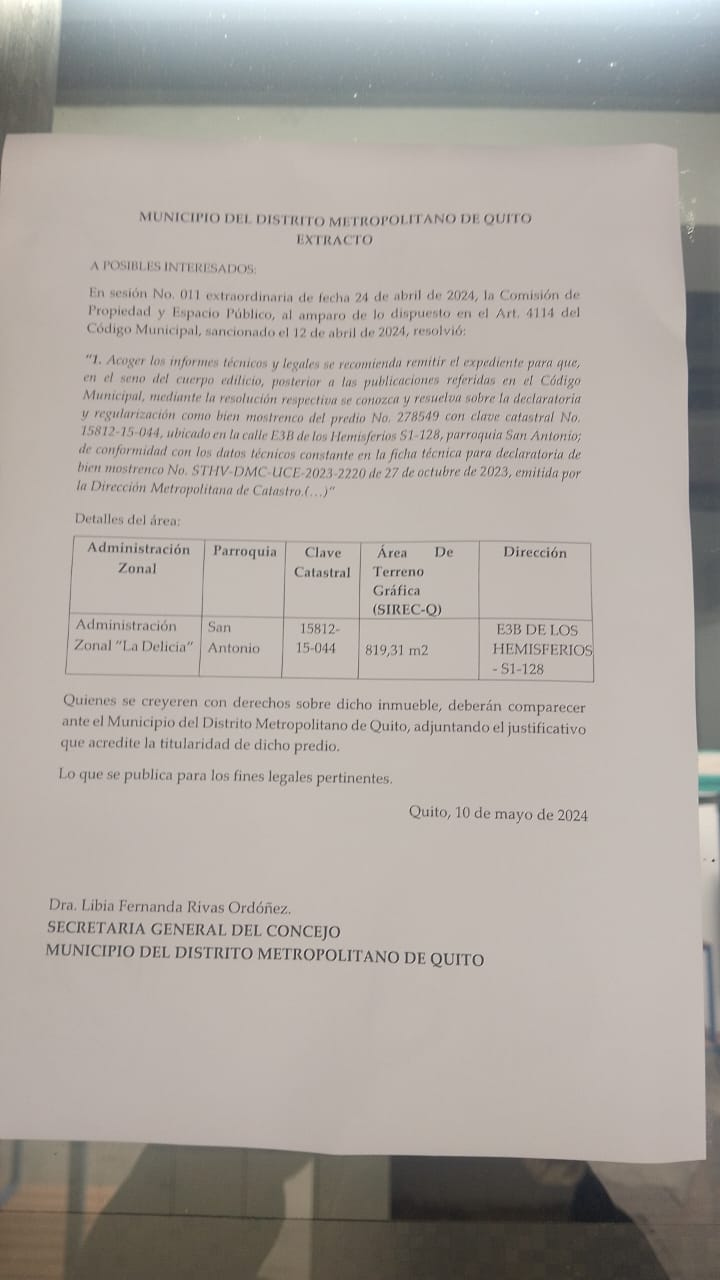 MUNICIPIO DEL DISTRITO METROPOLITANO DE QUITO
EXTRACTO
A POSIBLES INTERESADOS:
En sesión No. 011 extraordinaria de fecha 24 de abril de 2024, la Comisión de
Propiedad y Espacio Público, al amparo de lo dispuesto en el Art. 4114 del
Código Municipal, sancionado el 12 de abril de 2024, resolvió:
"1. Acoger los informes técnicos y legales se recomienda remitir el expediente para que,
en el seno del cuerpo edilicio, posterior a las publicaciones referidas en el Código
Municipal, mediante la resolución respectiva se conozca y resuelva sobre la declaratoria
y regularización como bien mostrenco del predio No. 278549 con clave catastral No.
15812-15-044, ubicado en la calle E3B de los Hemisferios S1-128, parroquia San Antonio;
de conformidad con los datos técnicos constante en la ficha técnica para declaratoria de
bien mostrenco No. STHV-DMC-UCE-2023-2220 de 27 de octubre de 2023, emitida por
la Dirección Metropolitana de Catastro.(...)"
Detalles del área:
Administración Zonal
Parroquia
Clave Catastral
Área De Terreno Gráfica (SIREC-Q)
Dirección
Administración Zonal "La Delicia"
San Antonio
15812-15-044
819,31 m2
E3B DE LOS HEMISFERIOS - S1-128
Quienes se creyeren con derechos sobre dicho inmueble, deberán comparecer
ante el Municipio del Distrito Metropolitano de Quito, adjuntando el justificativo
que acredite la titularidad de dicho predio.
Lo que se publica para los fines legales pertinentes.
Quito, 10 de mayo de 2024
Dra. Libia Fernanda Rivas Ordóñez.
SECRETARIA GENERAL DEL CONCEJO
MUNICIPIO DEL DISTRITO METROPOLITANO DE QUITO